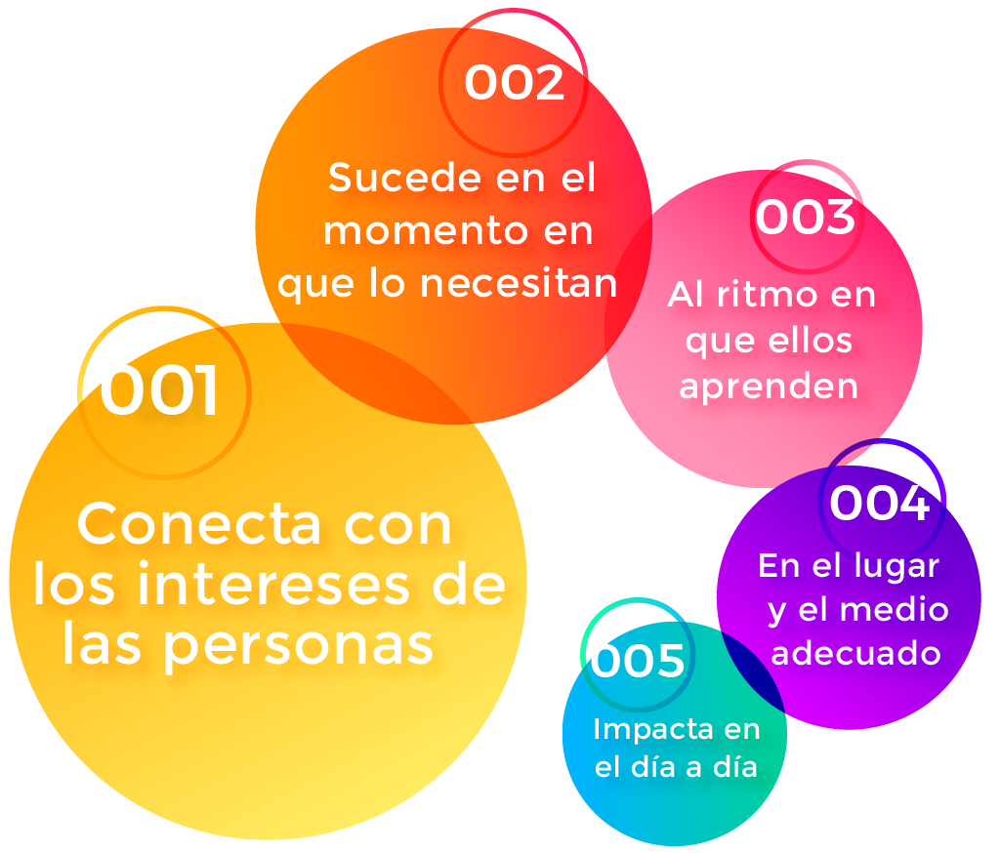 001
Conecta con
los intereses de
las personas
002
Sucede en el
momento en
que lo necesitan
003
Al ritmo en
que ellos
aprenden
004
En el lugar
y el medio
adecuado
005
Impacta en
el día a día